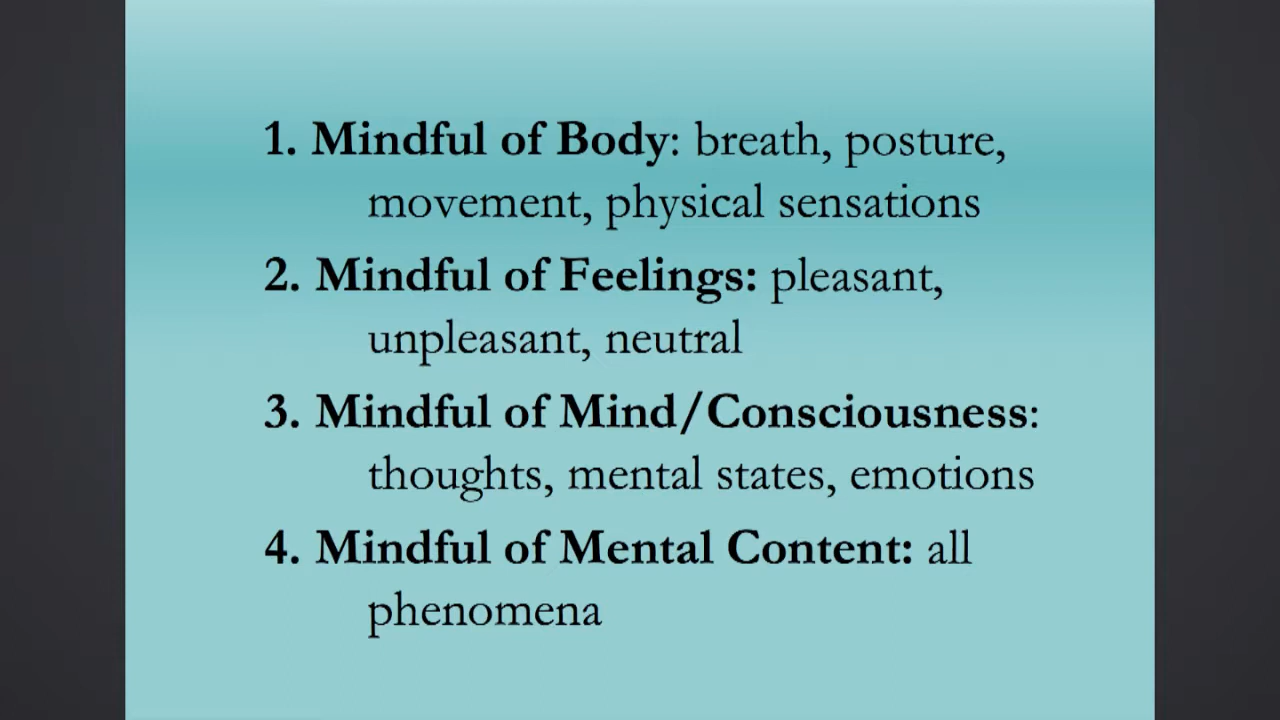 1. Mindful of Body: breath, posture,
movement, physical sensations
2. Mindful of Feelings: pleasant,
unpleasant, neutral
3. Mindful of Mind/Consciousness:
thoughts, mental states, emotions
4. Mindful of Mental Content: all
phenomena